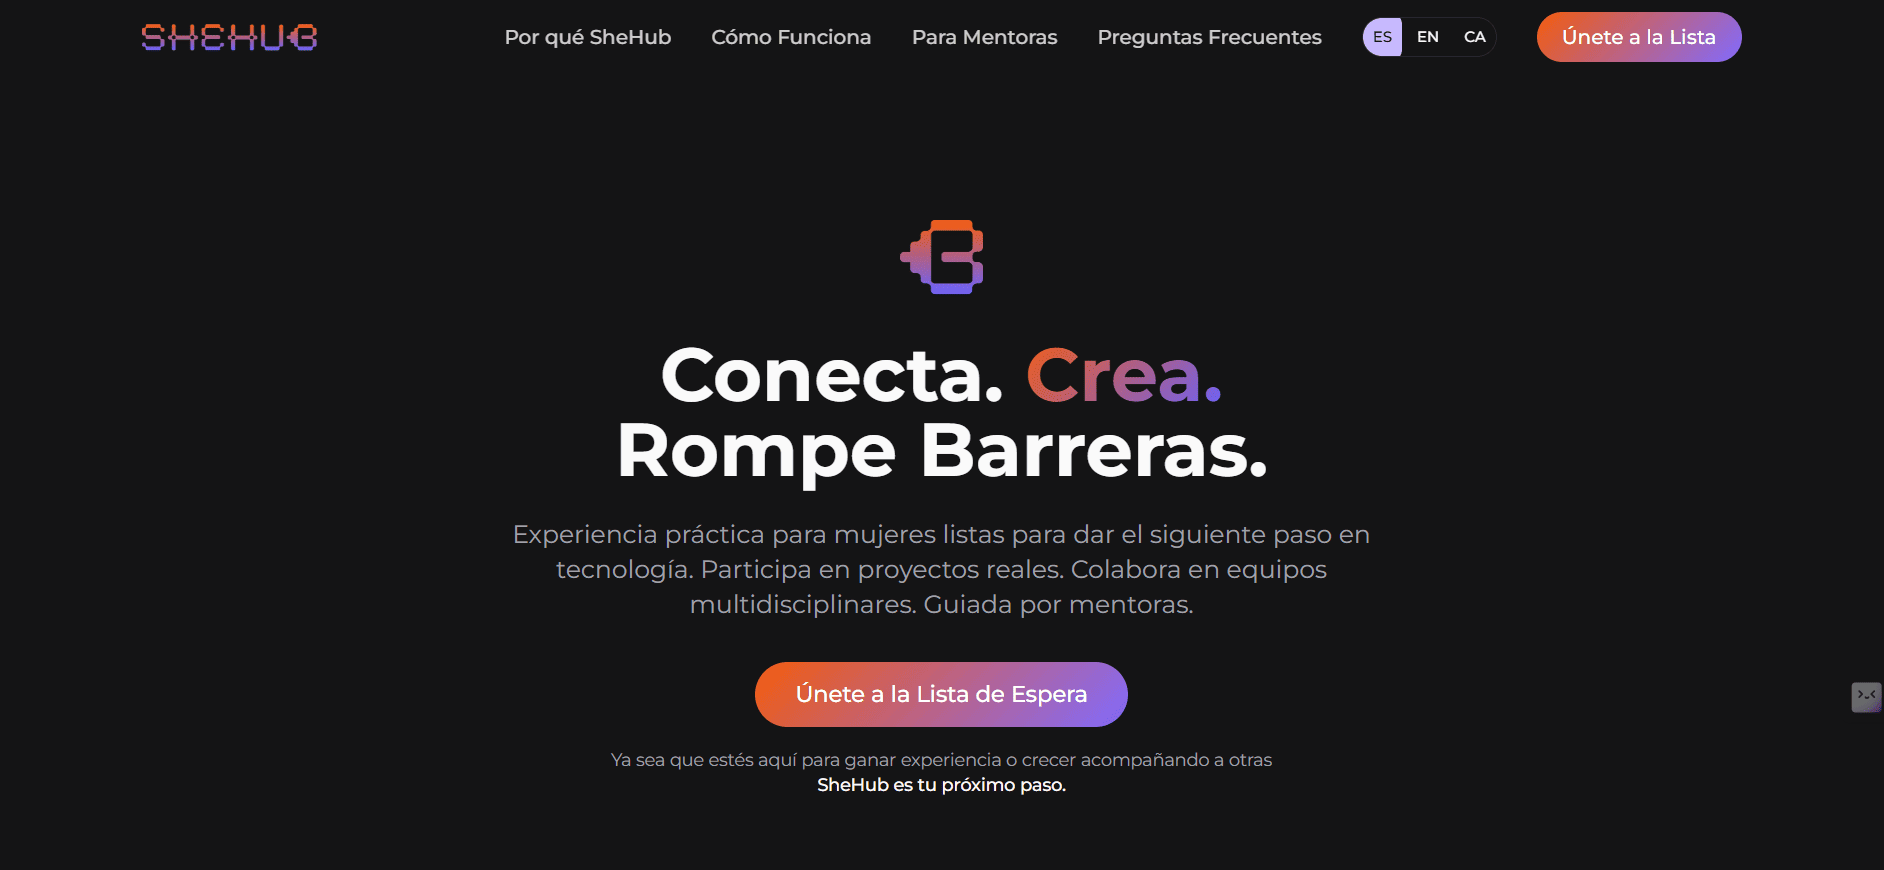 SHEHUB
Por qué SheHub
Cómo Funciona
Para Mentoras
Preguntas Frecuentes
ES
EN
CA
Únete a la Lista
Conecta. Crea.
Rompe Barreras.
Experiencia práctica para mujeres listas para dar el siguiente paso en
tecnología. Participa en proyectos reales. Colabora en equipos
multidisciplinares. Guiada por mentoras.
Únete a la Lista de Espera
Ya sea que estés aquí para ganar experiencia o crecer acompañando a otras
SheHub es tu próximo paso.